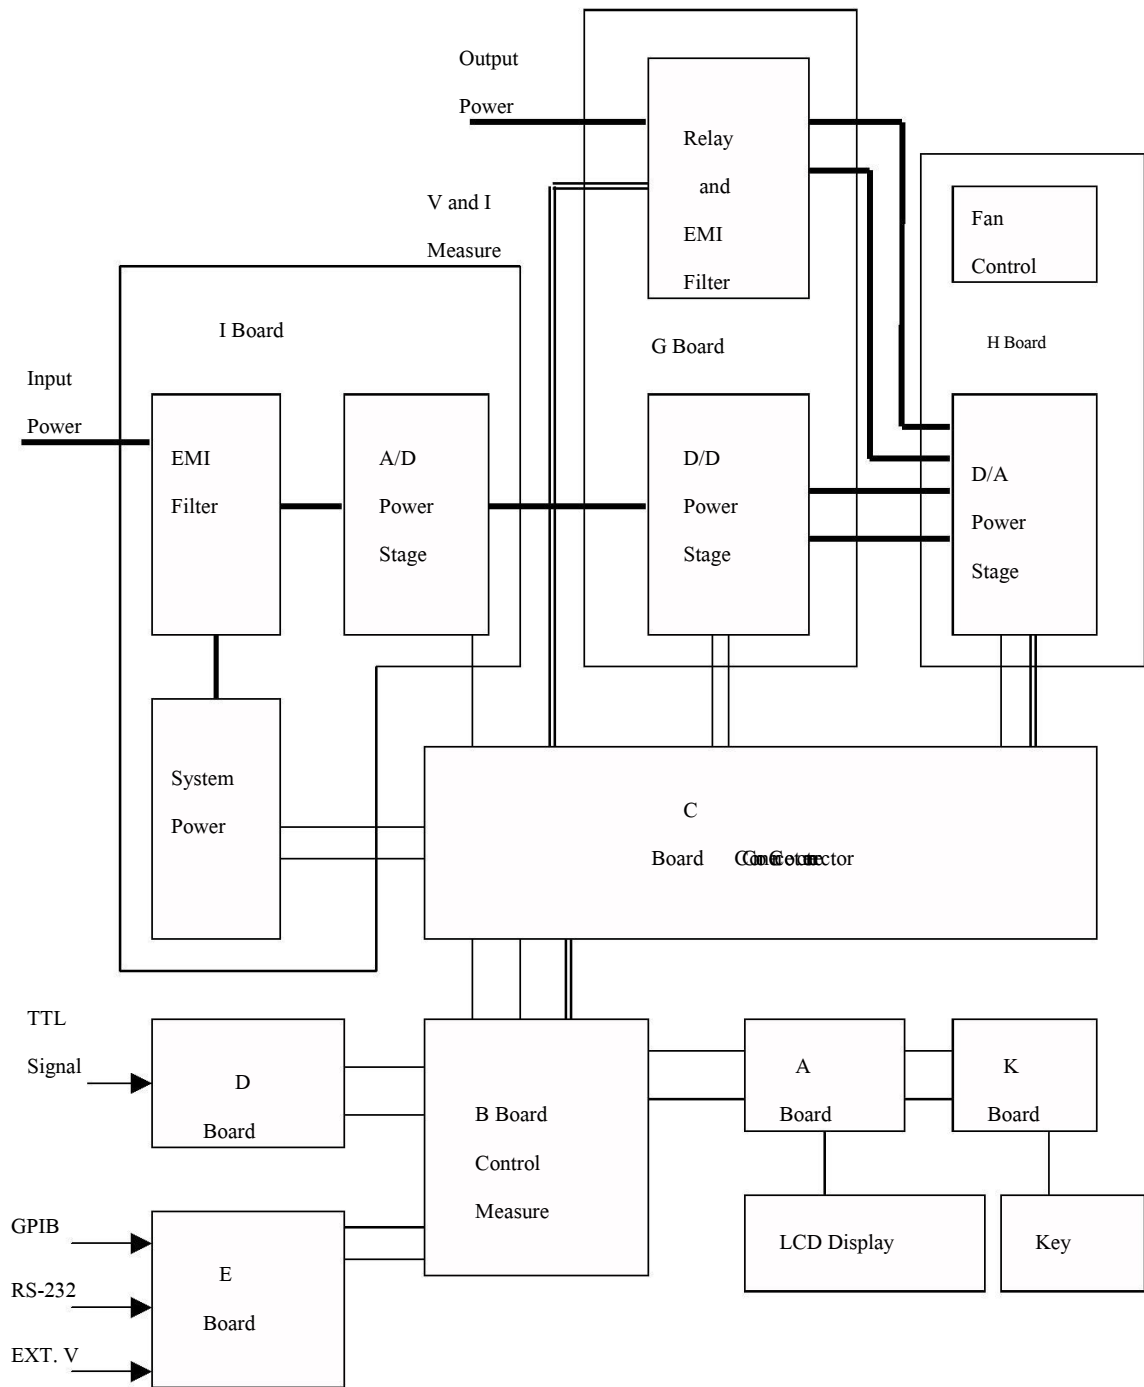 Output
Power
Relay
and
EMI
Filter
V and I
Measure
Fan
Control
I Board
G Board
H Board
Input
Power
EMI
Filter
A/D
Power
Stage
D/D
Power
Stage
D/A
Power
Stage
System
Power
C
Board
TTL
Signal
D
Board
B Board
Control
Measure
A
Board
K
Board
GPIB
RS-232
EXT. V
E
Board
LCD Display
Key